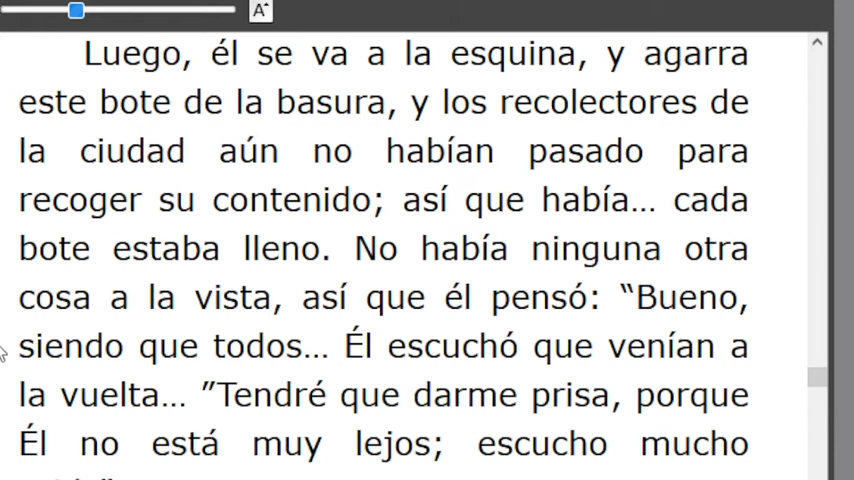 A
Luego, él se va a la esquina, y agarra
este bote de la basura, y los recolectores de
la ciudad aún no habían pasado para
recoger su contenido; así que había… cada
bote estaba lleno. No había ninguna otra
cosa a la vista, así que él pensó: “Bueno,
siendo que todos… Él escuchó que venían a
la vuelta… ”Tendré que darme prisa, porque
Él no está muy lejos; escucho mucho